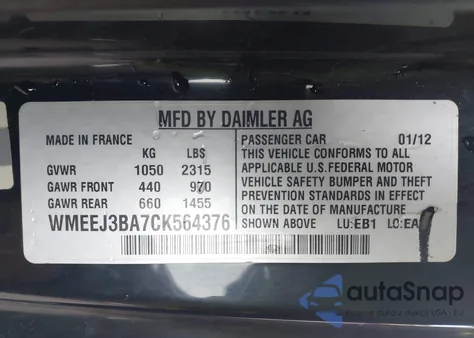 MFD BY DAIMLER AG
MADE IN FRANCE
KG LBS
GVWR 1050 2315
GAWR FRONT 440 970
GAWR REAR 660 1455
WMEEJ3BA7CK564376
PASSENGER CAR 01/12
THIS VEHICLE CONFORMS TO ALL
APPLICABLE U.S.FEDERAL MOTOR
VEHICLE SAFETY BUMPER AND THEFT
PREVENTION STANDARDS IN EFFECT
ON THE DATE OF MANUFACTURE
SHOWN ABOVE LU:EB1 LC:EA
autoSnap